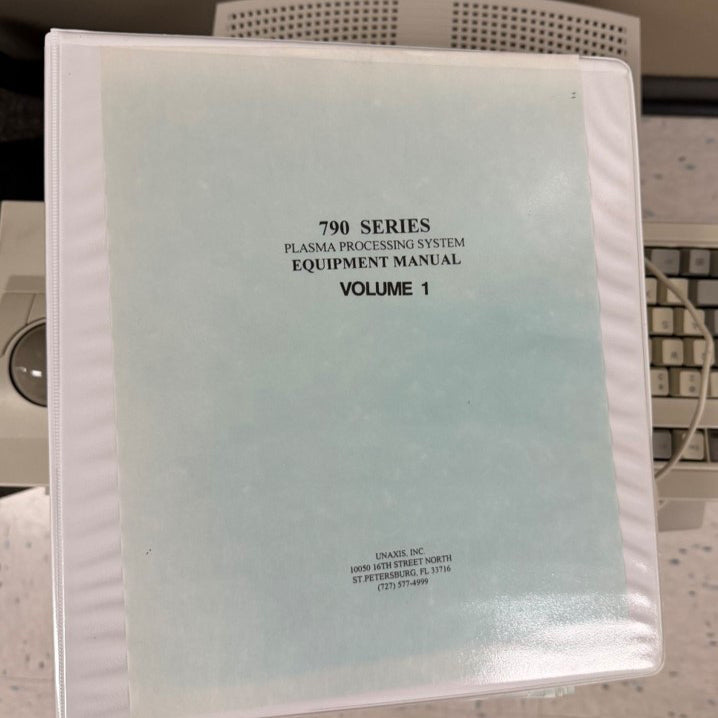 790 SERIES
PLASMA PROCESSING SYSTEM
EQUIPMENT MANUAL
VOLUME 1
UNAXIS, INC.
10050 16TH STREET NORTH
ST.PETERSBURG, FL 33716
(727) 577-4999